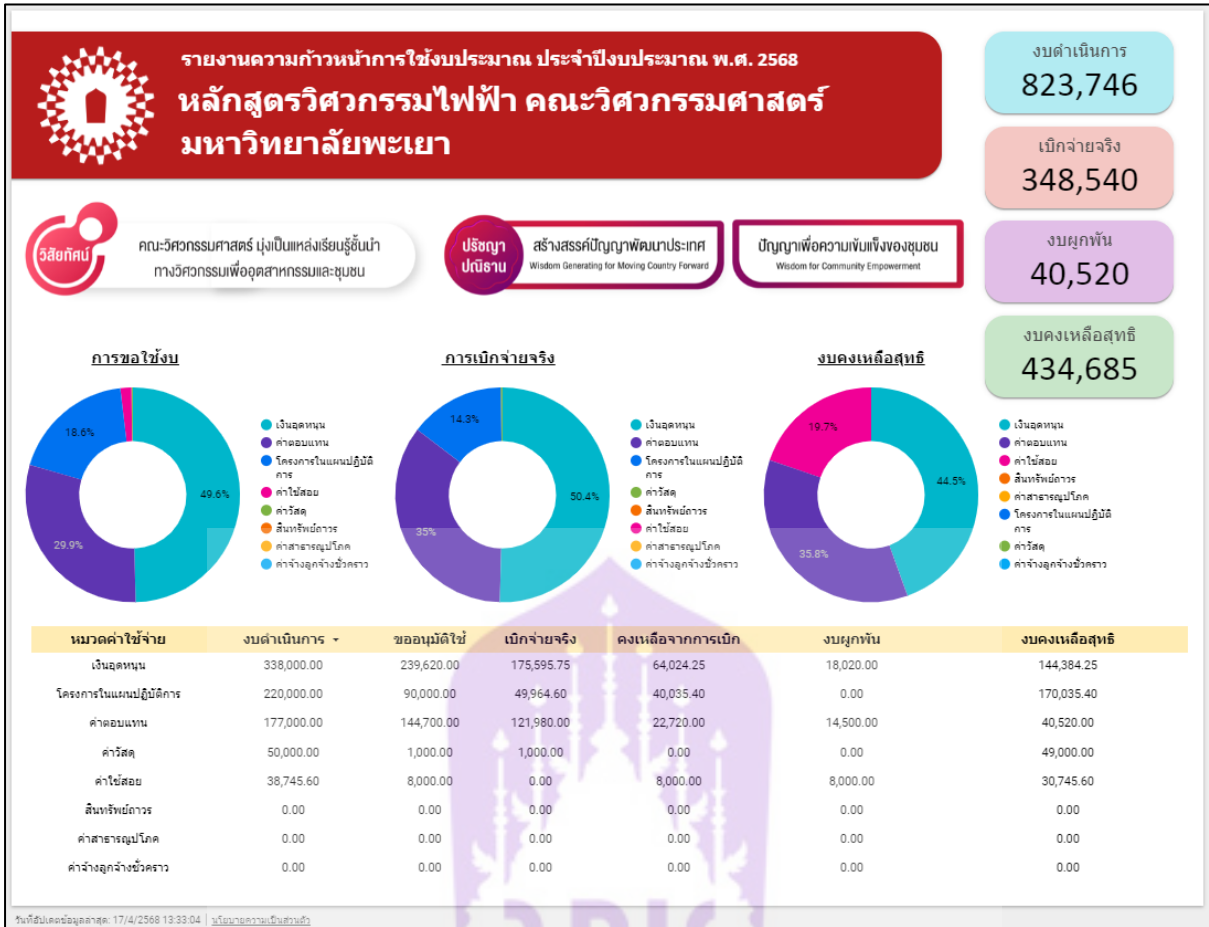 รายงานความก้าวหน้าการใช้งบประมาณ ประจำปีงบประมาณ พ.ศ. 2568
หลักสูตรวิศวกรรมไฟฟ้า คณะวิศวกรรมศาสตร์
มหาวิทยาลัยพะเยา
งบดำเนินการ
823,746
เบิกจ่ายจริง
348,540
งบผูกพัน
40,520
งบคงเหลือสุทธิ
434,685
วิสัยทัศน์
คณะวิศวกรรมศาสตร์ มุ่งเป็นแหล่งเรียนรู้ชั้นนำ
ทางวิศวกรรมเพื่ออุตสาหกรรมและชุมชน
ปรัชญา
ปณิธาน
สร้างสรรค์ปัญญาพัฒนาประเทศ
Wisdom Generating for Moving Country Forward
ปัญญาเพื่อความเข้มแข็งของชุมชน
Wisdom for Community Empowerment
การขอใช้งบ
18.6%
49.6%
29.9%
เงินอุดหนุน
ค่าตอบแทน
โครงการในแผนปฏิบัติ
การ
ค่าใช้สอย
ค่าวัสดุ
สินทรัพย์ถาวร
ค่าสาธารณูปโภค
ค่าจ้างลูกจ้างชั่วคราว
การเบิกจ่ายจริง
14.3%
50.4%
35%
เงินอุดหนุน
ค่าตอบแทน
โครงการในแผนปฏิบัติ
การ
ค่าวัสดุ
สินทรัพย์ถาวร
ค่าใช้สอย
ค่าสาธารณูปโภค
ค่าจ้างลูกจ้างชั่วคราว
งบคงเหลือสุทธิ
19.7%
44.5%
35.8%
เงินอุดหนุน
ค่าตอบแทน
ค่าใช้สอย
สินทรัพย์ถาวร
ค่าสาธารณูปโภค
โครงการในแผนปฏิบัติ
การ
ค่าวัสดุ
ค่าจ้างลูกจ้างชั่วคราว
หมวดค่าใช้จ่าย งบดำเนินการ ขออนุมัติใช้ เบิกจ่ายจริง คงเหลือจากการเบิก งบผูกพัน งบคงเหลือสุทธิ
เงินอุดหนุน 338,000.00 239,620.00 175,595.75 64,024.25 18,020.00 144,384.25
โครงการในแผนปฏิบัติการ 220,000.00 90,000.00 49,964.60 40,035.40 0.00 170,035.40
ค่าตอบแทน 177,000.00 144,700.00 121,980.00 22,720.00 14,500.00 40,520.00
ค่าวัสดุ 50,000.00 1,000.00 1,000.00 0.00 0.00 49,000.00
ค่าใช้สอย 38,745.60 8,000.00 0.00 8,000.00 8,000.00 30,745.60
สินทรัพย์ถาวร 0.00 0.00 0.00 0.00 0.00 0.00
ค่าสาธารณูปโภค 0.00 0.00 0.00 0.00 0.00 0.00
ค่าจ้างลูกจ้างชั่วคราว 0.00 0.00 0.00 0.00 0.00 0.00
วันที่อัปเดตข้อมูลล่าสุด: 17/4/2568 13:33:04 | นโยบายความเป็นส่วนตัว